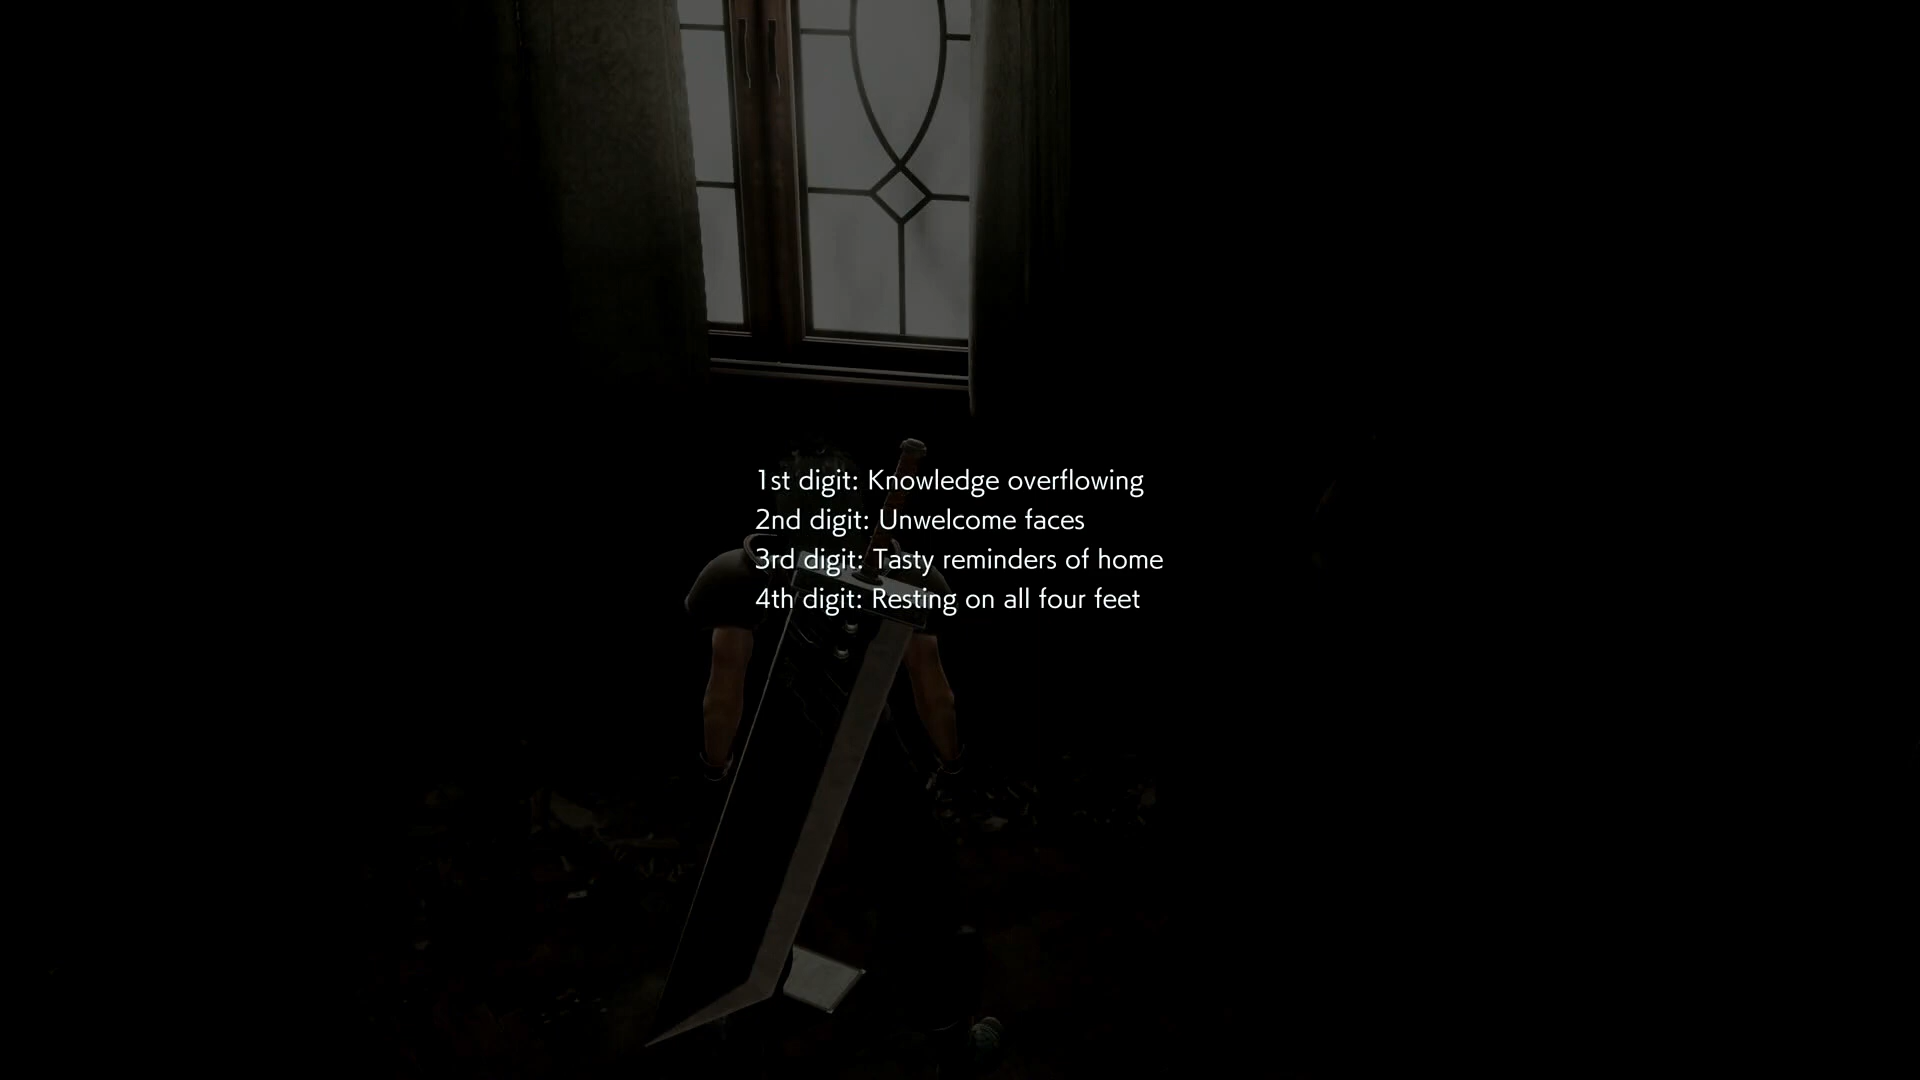 1st digit: Knowledge overflowing
2nd digit: Unwelcome faces
3rd digit: Tasty reminders of home
4th digit: Resting on all four feet